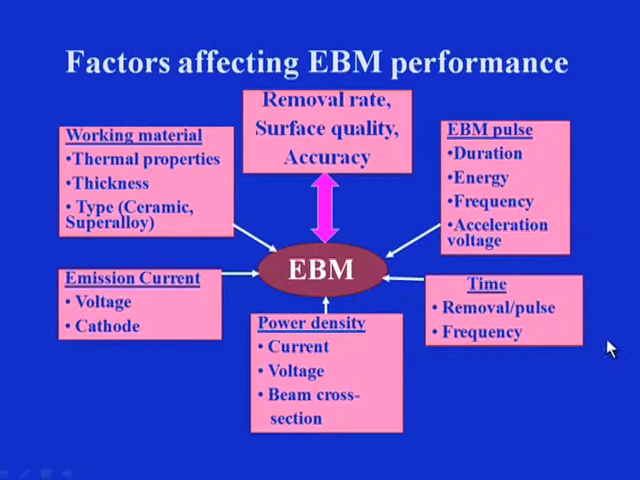 Factors affecting EBM performance
Removal rate,
Surface quality,
Accuracy
Working material
•Thermal properties
•Thickness
• Type (Ceramic,
Superalloy)
EBM pulse
•Duration
•Energy
•Frequency
•Acceleration
voltage
EBM
Emission Current
• Voltage
• Cathode
Time
• Removal/pulse
• Frequency
Power density
• Current
• Voltage
• Beam cross-
section